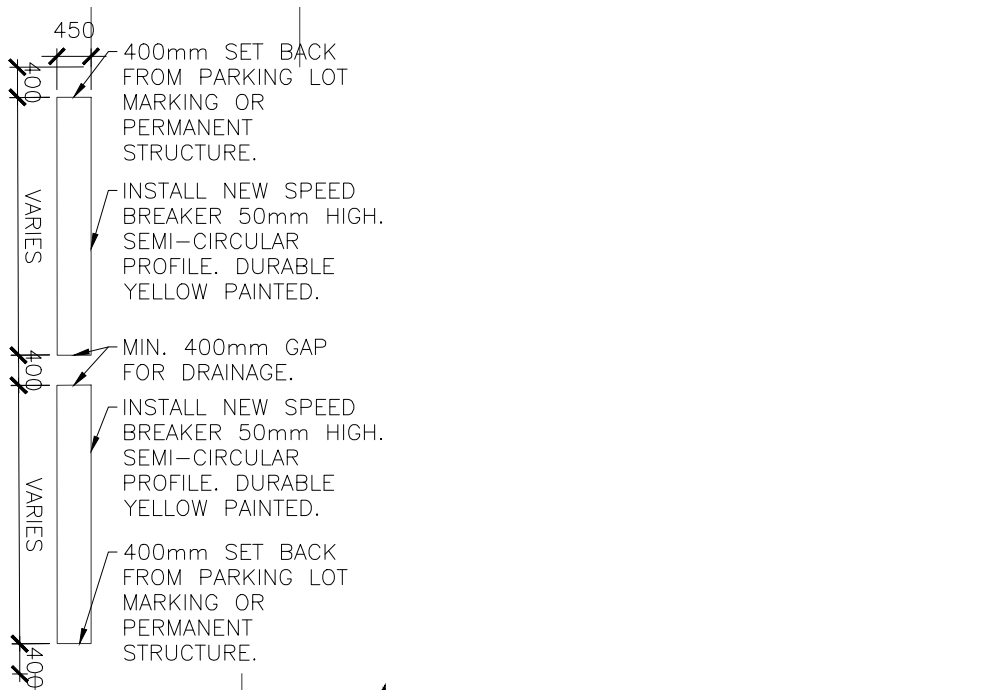 450
400
400mm SET BACK
FROM PARKING LOT
MARKING OR
PERMANENT
STRUCTURE.
VARIES
INSTALL NEW SPEED
BREAKER 50mm HIGH.
SEMI-CIRCULAR
PROFILE. DURABLE
YELLOW PAINTED.
400
MIN. 400mm GAP
FOR DRAINAGE.
VARIES
INSTALL NEW SPEED
BREAKER 50mm HIGH.
SEMI-CIRCULAR
PROFILE. DURABLE
YELLOW PAINTED.
400mm SET BACK
FROM PARKING LOT
MARKING OR
PERMANENT
STRUCTURE.
400